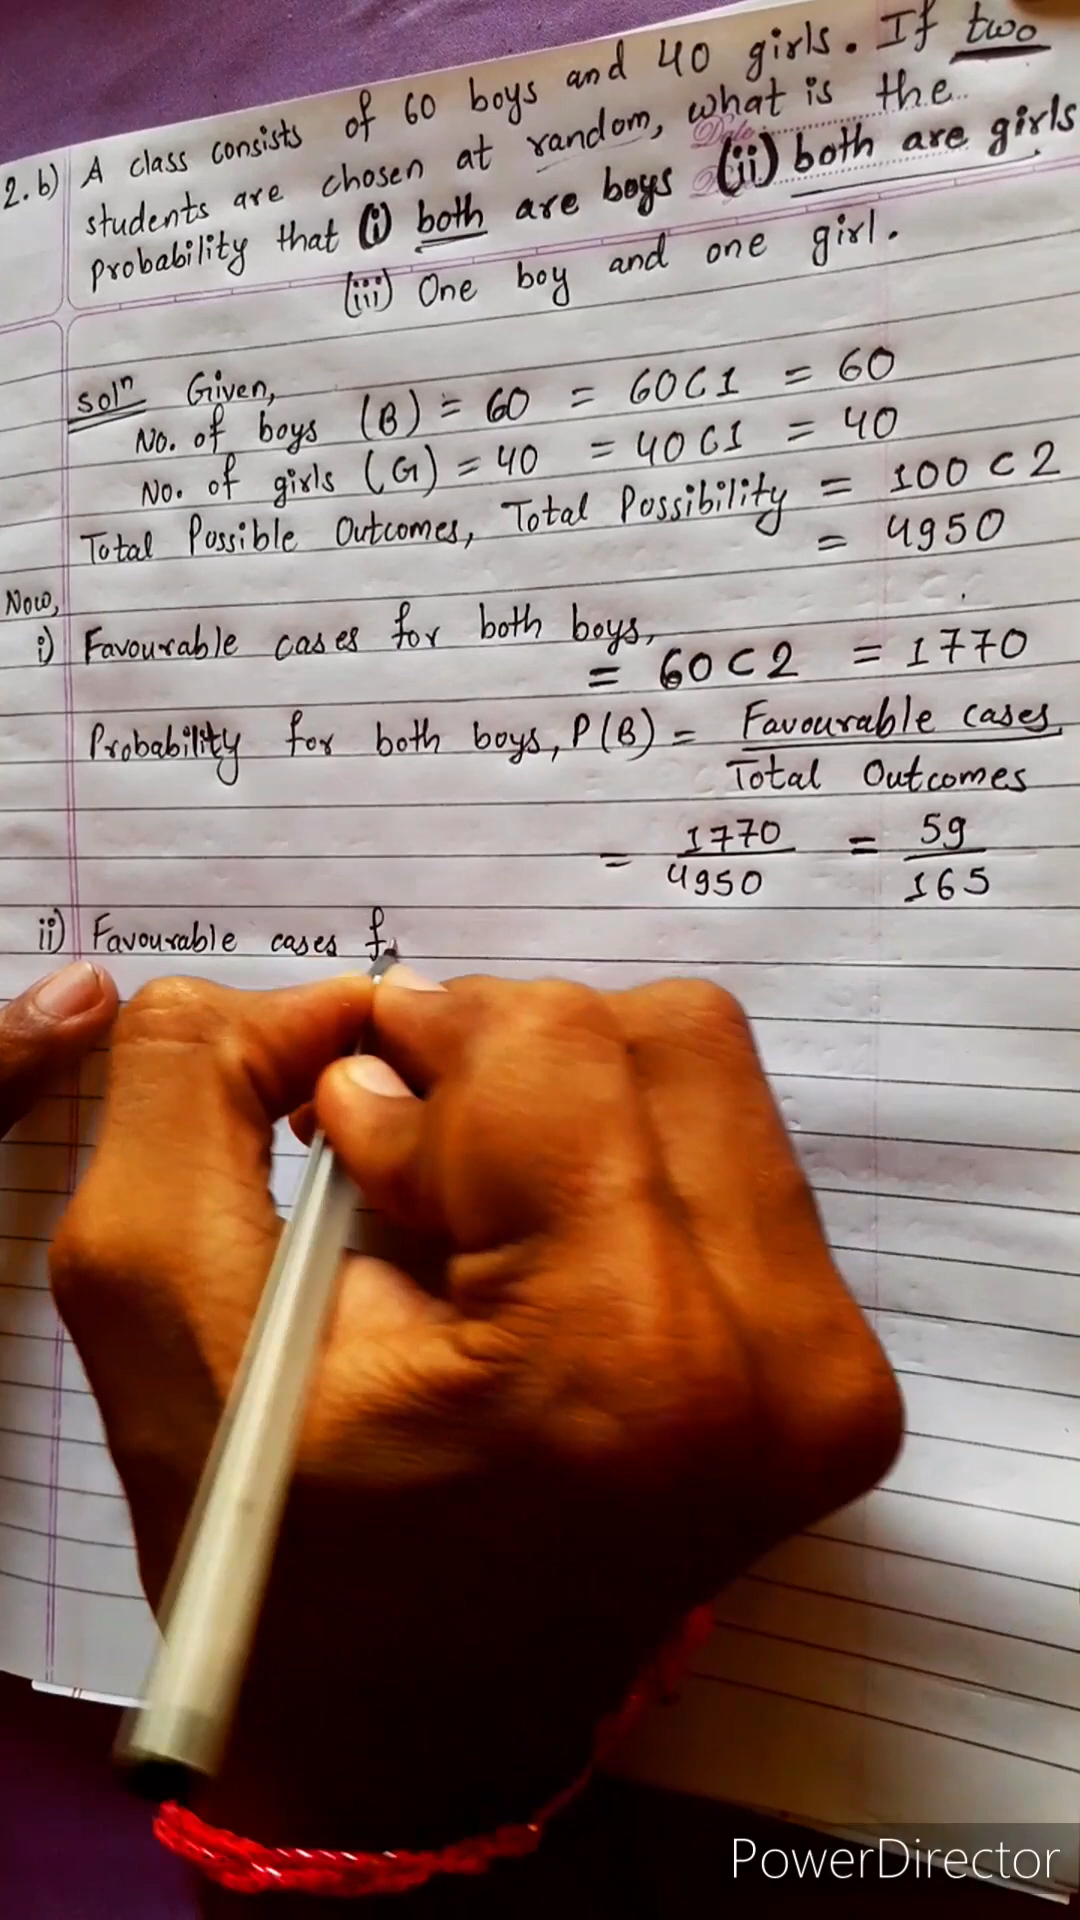 2.b) A class consists of 60 boys and 40 girls. If two
students are chosen at random, what is the
probability that (i) both are boys (ii) both are girls
(iii) One boy and one girl.
Solⁿ Given,
No. of boys (B) = 60 = 60C1 = 60
No. of girls (G) = 40 = 40C1 = 40
Total Possible Outcomes, Total Possibility = 100C2
= 4950
Now,
i) Favourable cases for both boys,
= 60C2 = 1770
Probability for both boys, P(B) = Favourable cases
Total Outcomes
= 1770 / 4950 = 59 / 165
ii) Favourable cases f
PowerDirector